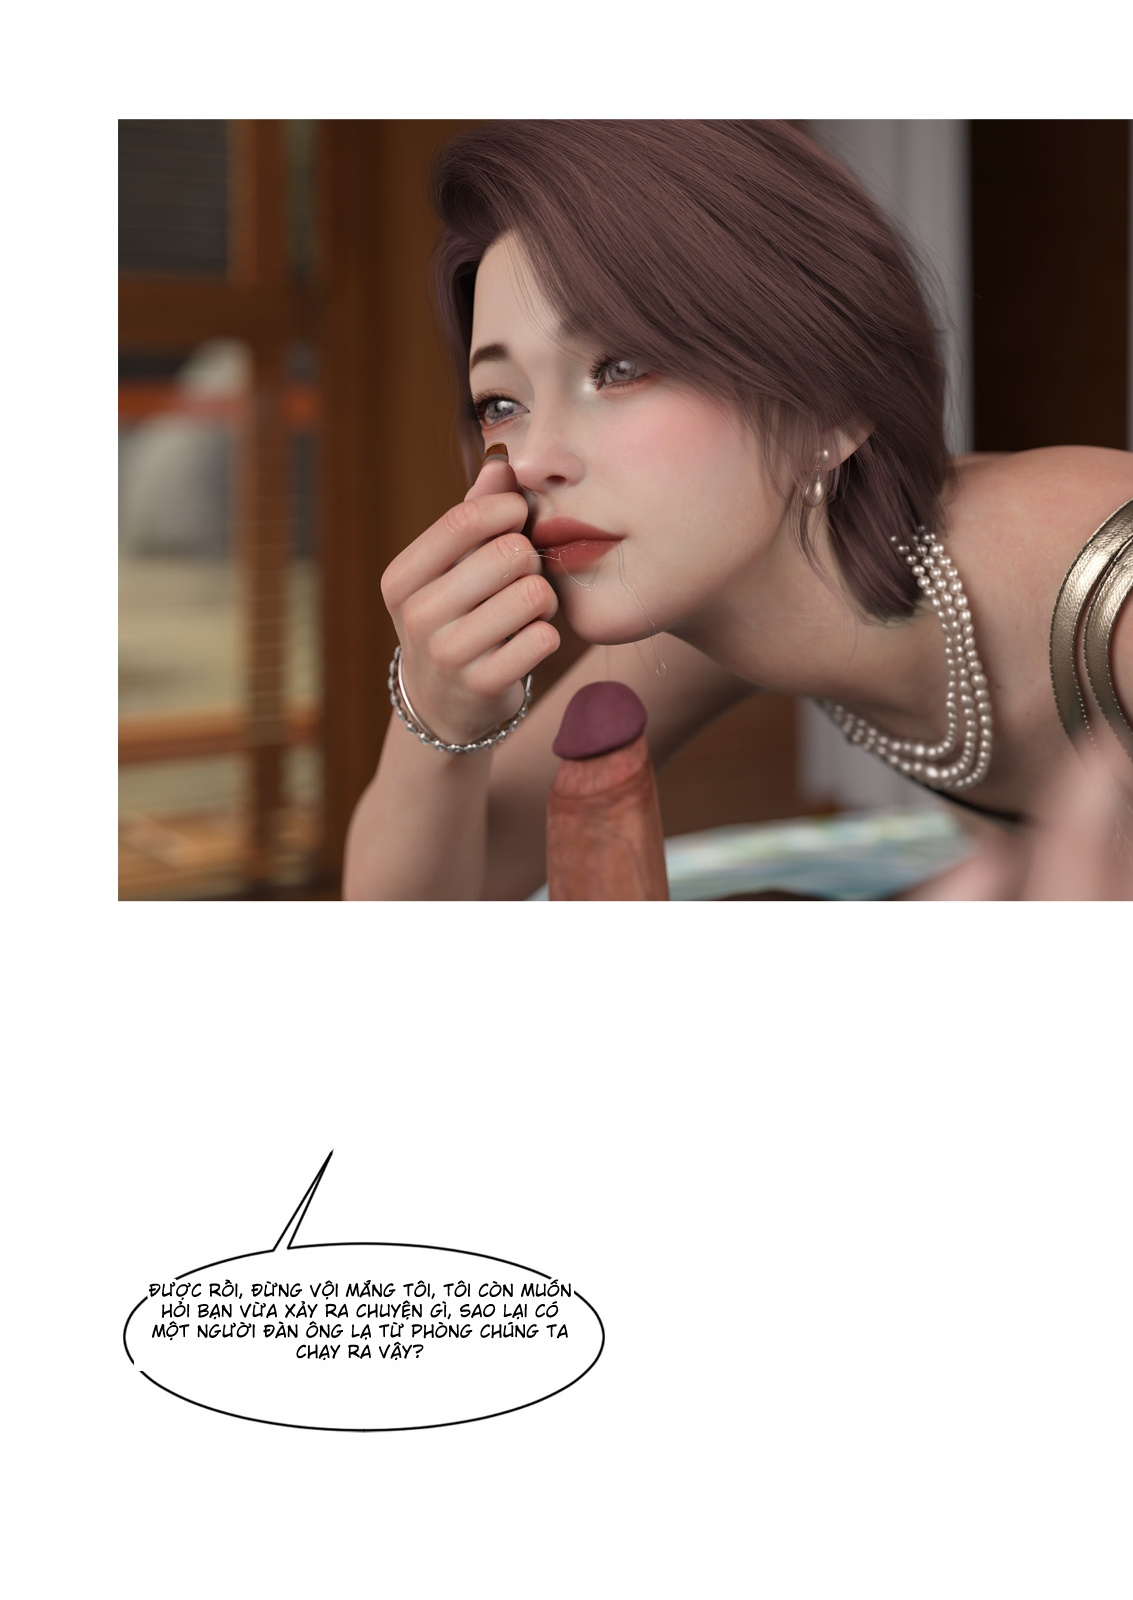 ĐƯỢC RỒI, ĐỪNG VỘI MẮNG TÔI, TÔI CÒN MUỐN
HỎI BẠN VỪA XẢY RA CHUYỆN GÌ, SAO LẠI CÓ
MỘT NGƯỜI ĐÀN ÔNG LẠ TỪ PHÒNG CHÚNG TA
CHẠY RA VẬY?